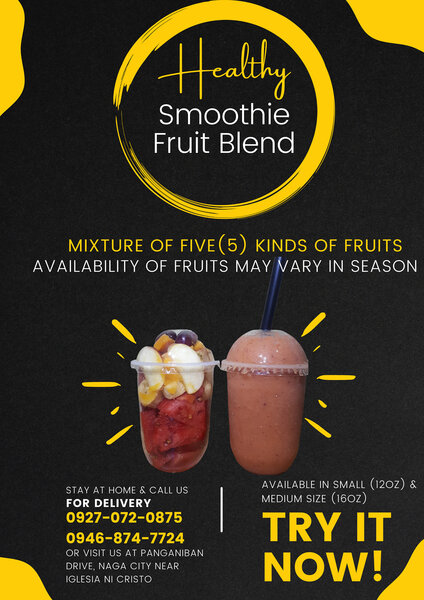 Healthy
Smoothie
Fruit Blend
MIXTURE OF FIVE(5) KINDS OF FRUITS
AVAILABILITY OF FRUITS MAY VARY IN SEASON
STAY AT HOME & CALL US
FOR DELIVERY
0927-072-0875
0946-874-7724
OR VISIT US AT PANGANIBAN
DRIVE, NAGA CITY NEAR
IGLESIA NI CRISTO
AVAILABLE IN SMALL (12OZ) &
MEDIUM SIZE (16OZ)
TRY IT
NOW!